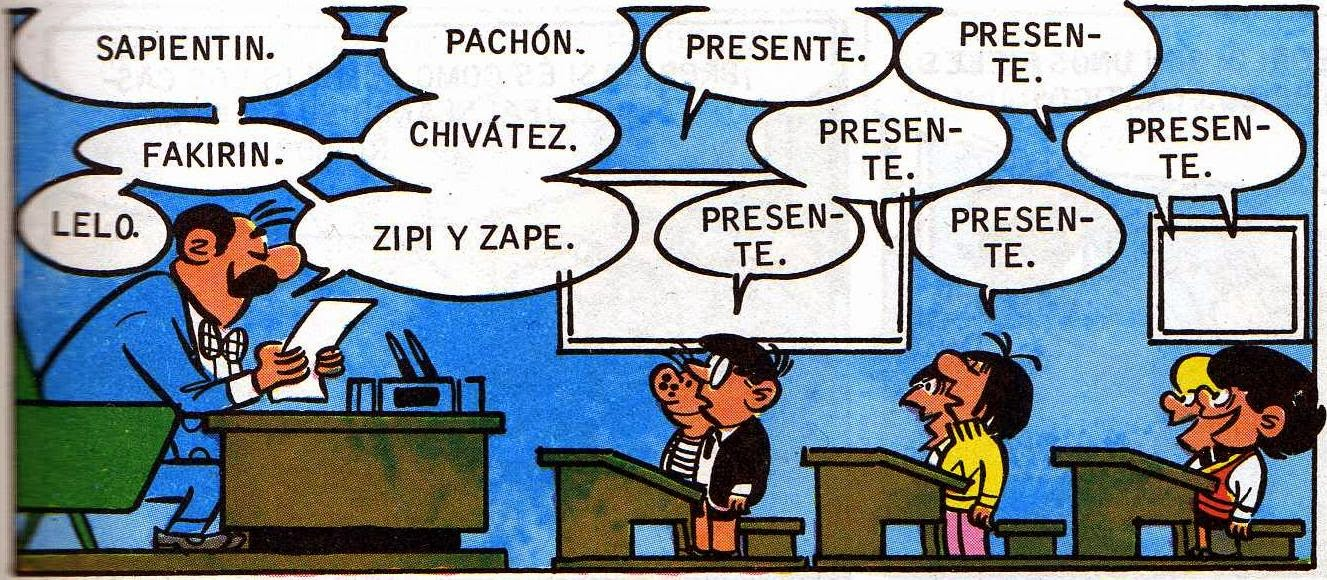 SAPIENTIN.
PACHÓN.
FAKIRIN.
CHIVÁTEZ.
LELO.
ZIPI Y ZAPE.
PRESENTE.
PRESEN-
TE.
PRESEN-
TE.
PRESEN-
TE.
PRESEN-
TE.
PRESEN-
TE.